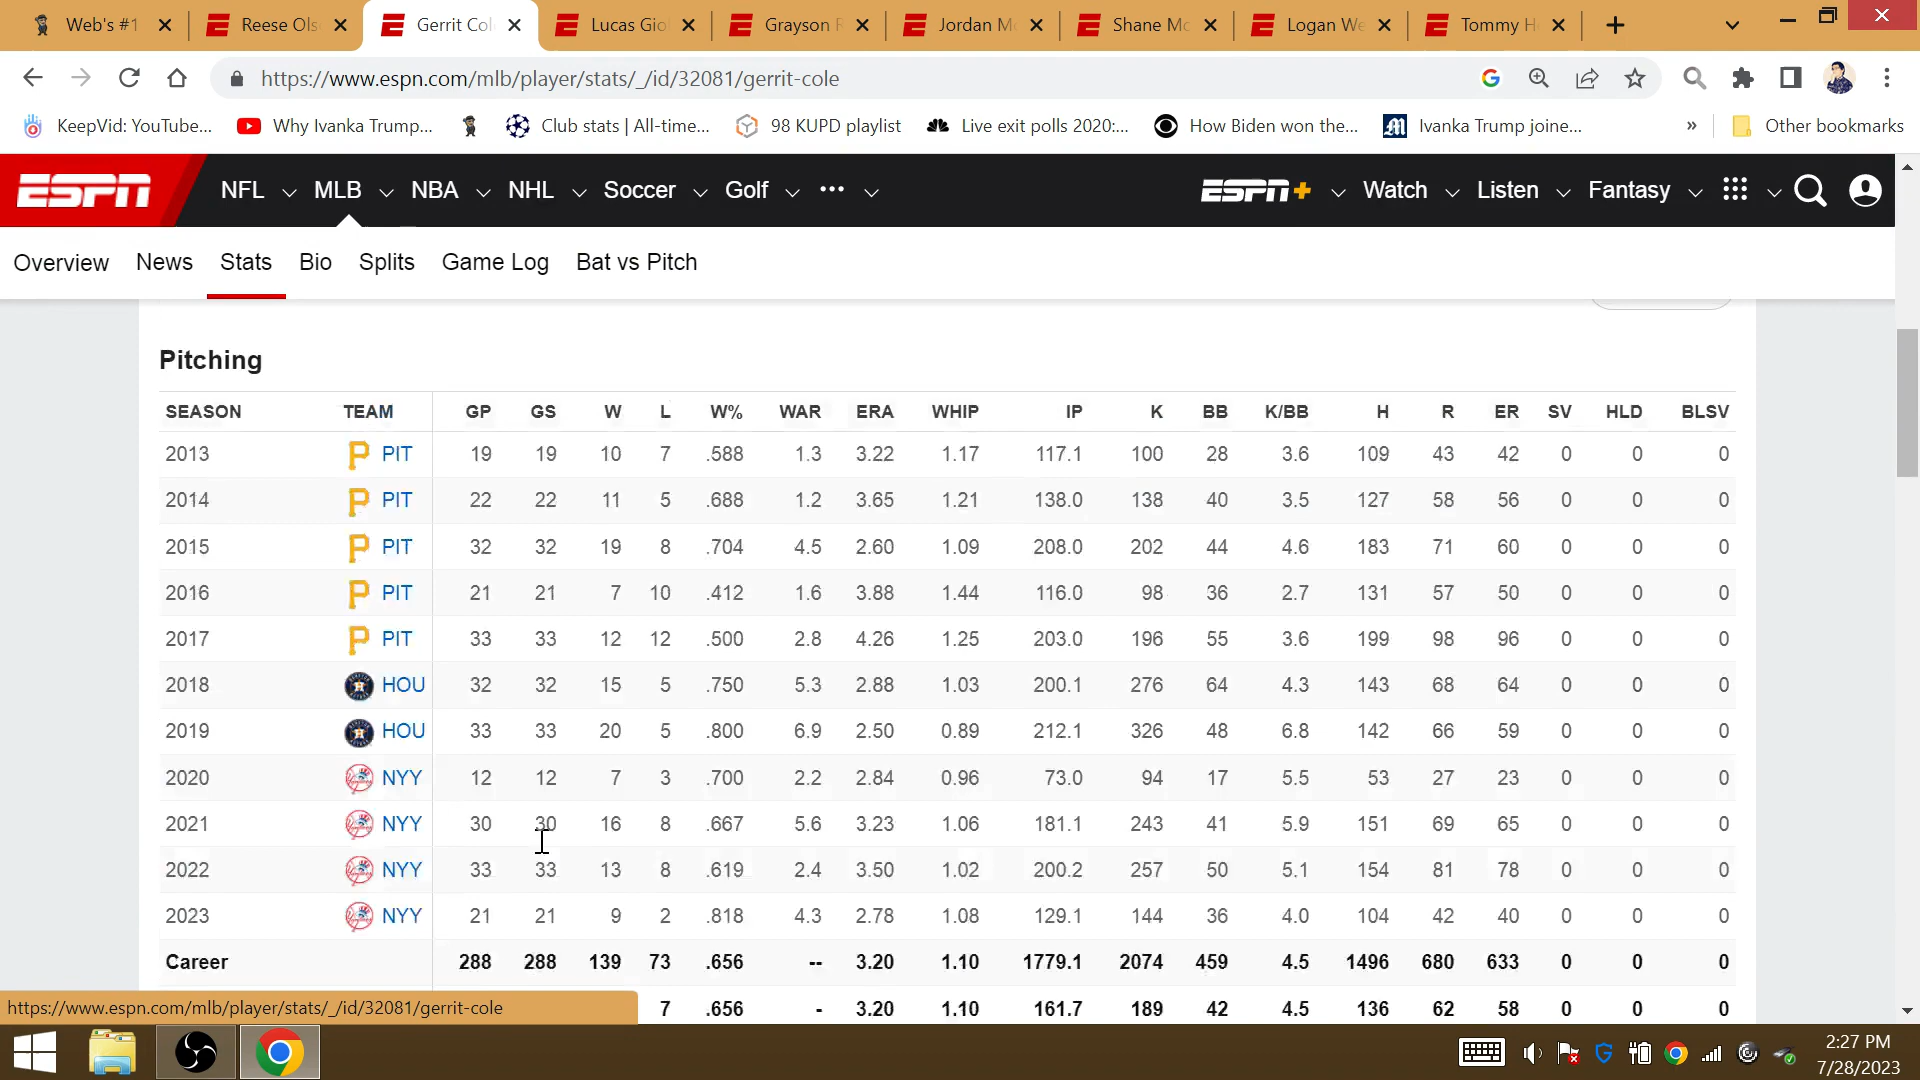 Web's #1
Reese Ols
Gerrit Col
Lucas Giol
Grayson R
Jordan M
Shane Mc
Logan We
Tommy H
https://www.espn.com/mlb/player/stats/_/id/32081/gerrit-cole
KeepVid: YouTube...
Why Ivanka Trump...
Club stats | All-time...
98 KUPD playlist
Live exit polls 2020:...
How Biden won the...
Ivanka Trump joine...
» Other bookmarks
ESPN NFL MLB NBA NHL Soccer Golf ••• ESPN+ Watch Listen Fantasy
Overview News Stats Bio Splits Game Log Bat vs Pitch
Pitching
SEASON TEAM GP GS W L W% WAR ERA WHIP IP K BB K/BB H R ER SV HLD BLSV
2013 PIT 19 19 10 7 .588 1.3 3.22 1.17 117.1 100 28 3.6 109 43 42 0 0 0
2014 PIT 22 22 11 5 .688 1.2 3.65 1.21 138.0 138 40 3.5 127 58 56 0 0 0
2015 PIT 32 32 19 8 .704 4.5 2.60 1.09 208.0 202 44 4.6 183 71 60 0 0 0
2016 PIT 21 21 7 10 .412 1.6 3.88 1.44 116.0 98 36 2.7 131 57 50 0 0 0
2017 PIT 33 33 12 12 .500 2.8 4.26 1.25 203.0 196 55 3.6 199 98 96 0 0 0
2018 HOU 32 32 15 5 .750 5.3 2.88 1.03 200.1 276 64 4.3 143 68 64 0 0 0
2019 HOU 33 33 20 5 .800 6.9 2.50 0.89 212.1 326 48 6.8 142 66 59 0 0 0
2020 NYY 12 12 7 3 .700 2.2 2.84 0.96 73.0 94 17 5.5 53 27 23 0 0 0
2021 NYY 30 30 16 8 .667 5.6 3.23 1.06 181.1 243 41 5.9 151 69 65 0 0 0
2022 NYY 33 33 13 8 .619 2.4 3.50 1.02 200.2 257 50 5.1 154 81 78 0 0 0
2023 NYY 21 21 9 2 .818 4.3 2.78 1.08 129.1 144 36 4.0 104 42 40 0 0 0
Career 288 288 139 73 .656 -- 3.20 1.10 1779.1 2074 459 4.5 1496 680 633 0 0 0
7 .656 - 3.20 1.10 161.7 189 42 4.5 136 62 58 0 0 0
https://www.espn.com/mlb/player/stats/_/id/32081/gerrit-cole
2:27 PM
7/28/2023